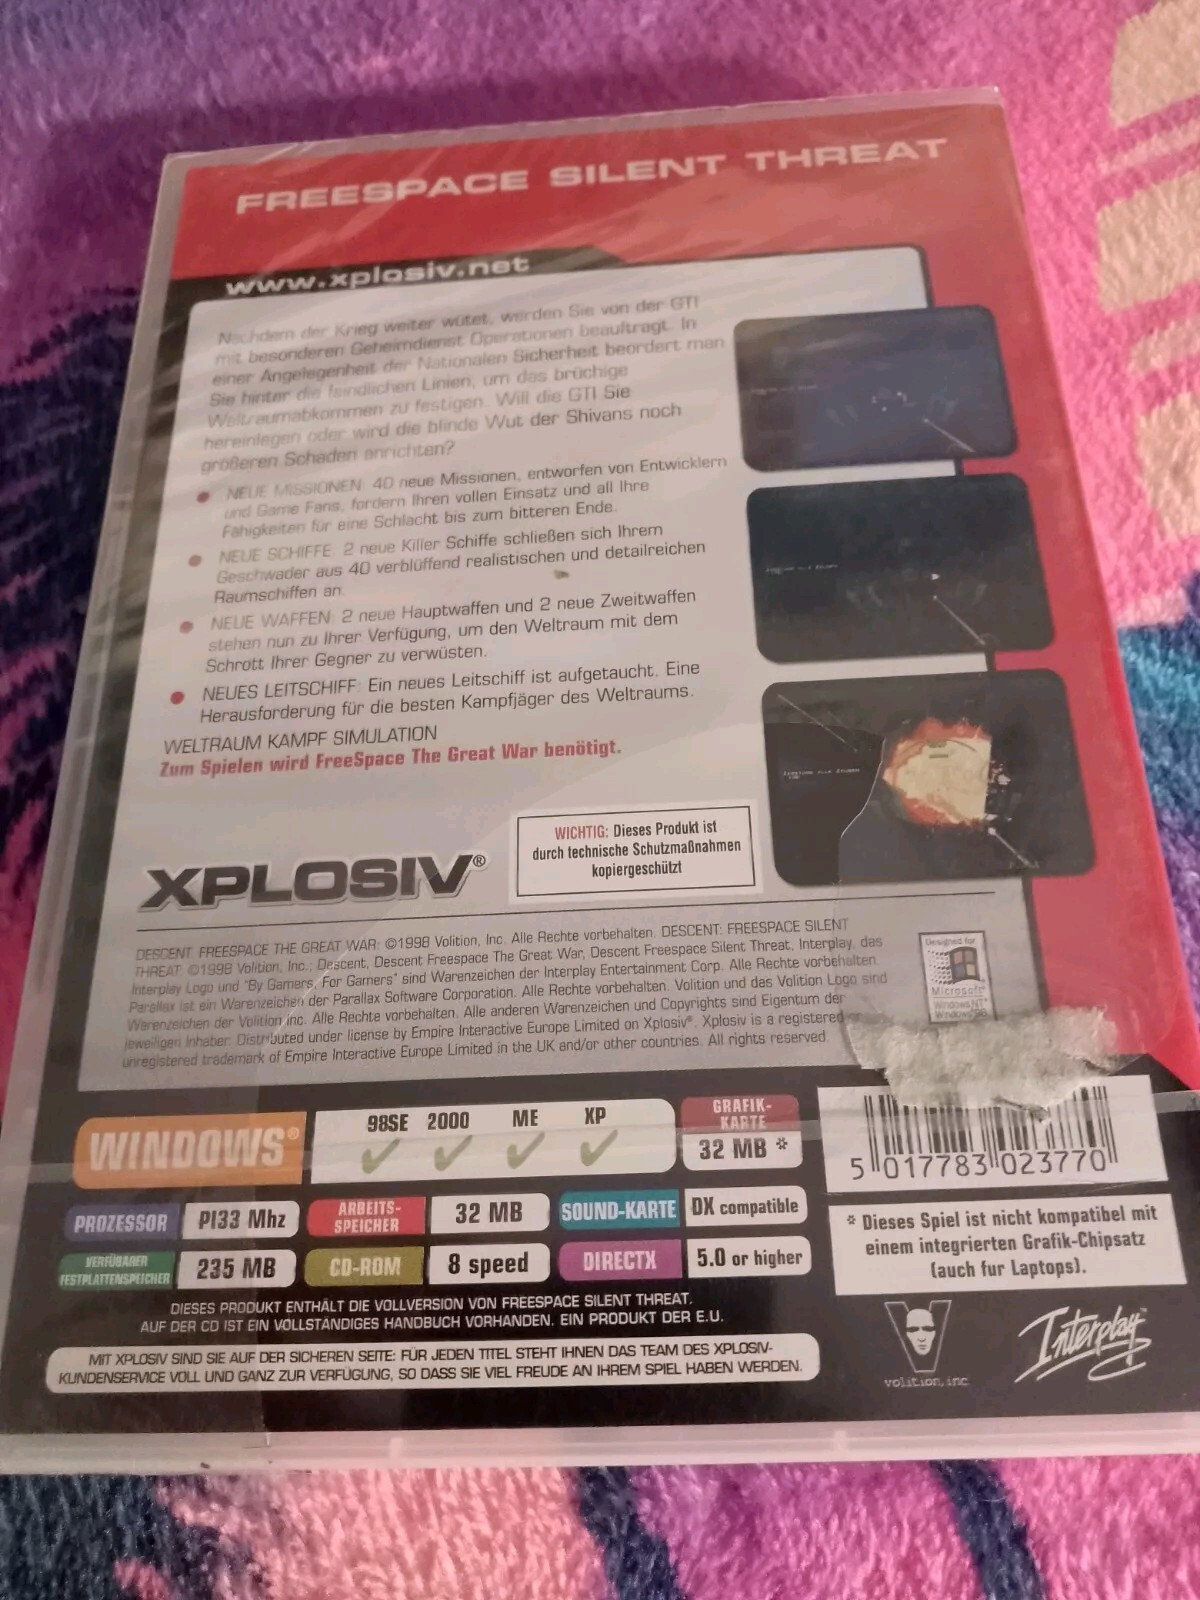 FREESPACE SILENT THREAT
www.xplosiv.net
Nachdem der Krieg weiter wütet, werden Sie von der GTI
mit besonderen Geheimdienst Operationen beauftragt. In
einer Angelegenheit der Nationalen Sicherheit beordert man
Sie hinter die feindlichen Linien, um das brüchige
Weltraumabkommen zu festigen. Will die GTI Sie
hereinlegen oder wird die blinde Wut der Shivans noch
größeren Schaden anrichten?
• NEUE MISSIONEN: 40 neue Missionen, entworfen von Entwicklern
und Game Fans, fordern Ihren vollen Einsatz und all Ihre
Fähigkeiten für eine Schlacht bis zum bitteren Ende.
• NEUE SCHIFFE: 2 neue Killer Schiffe schließen sich Ihrem
Geschwader aus 40 verblüffend realistischen und detailreichen
Raumschiffen an.
• NEUE WAFFEN: 2 neue Hauptwaffen und 2 neue Zweitwaffen
stehen nun zu Ihrer Verfügung, um den Weltraum mit dem
Schrott Ihrer Gegner zu verwüsten.
• NEUES LEITSCHIFF: Ein neues Leitschiff ist aufgetaucht. Eine
Herausforderung für die besten Kampfjäger des Weltraums.
WELTRAUM KAMPF SIMULATION
Zum Spielen wird FreeSpace The Great War benötigt.
WICHTIG: Dieses Produkt ist
durch technische Schutzmaßnahmen
kopiergeschützt
XPLOSIV®
DESCENT: FREESPACE THE GREAT WAR: ©1998 Volition, Inc. Alle Rechte vorbehalten. DESCENT: FREESPACE SILENT
THREAT ©1998 Volition, Inc.; Descent, Descent Freespace The Great War, Descent Freespace Silent Threat, Interplay, das
Interplay Logo und "By Gamers, For Gamers" sind Warenzeichen der Interplay Entertainment Corp. Alle Rechte vorbehalten.
Parallax ist ein Warenzeichen der Parallax Software Corporation. Alle Rechte vorbehalten. Volition und das Volition Logo sind
Warenzeichen der Volition Inc. Alle Rechte vorbehalten. Alle anderen Warenzeichen und Copyrights sind Eigentum der
jeweiligen Inhaber. Distributed under license by Empire Interactive Europe Limited on Xplosiv®. Xplosiv is a registered or
unregistered trademark of Empire Interactive Europe Limited in the UK and/or other countries. All rights reserved.
Designed for
Microsoft®
Windows NT®
Windows®98
WINDOWS®
98SE 2000 ME XP
GRAFIK-
KARTE
32 MB *
5 017783 023770
PROZESSOR P133 Mhz
ARBEITS-
SPEICHER
32 MB
SOUND-KARTE DX compatible
VERFÜGBARER
FESTPLATTENSPEICHER
235 MB
CD-ROM 8 speed
DIRECTX 5.0 or higher
* Dieses Spiel ist nicht kompatibel mit
einem integrierten Grafik-Chipsatz
(auch fur Laptops).
DIESES PRODUKT ENTHÄLT DIE VOLLVERSION VON FREESPACE SILENT THREAT.
AUF DER CD IST EIN VOLLSTÄNDIGES HANDBUCH VORHANDEN. EIN PRODUKT DER E.U.
MIT XPLOSIV SIND SIE AUF DER SICHEREN SEITE: FÜR JEDEN TITEL STEHT IHNEN DAS TEAM DES XPLOSIV-
KUNDENSERVICE VOLL UND GANZ ZUR VERFÜGUNG, SO DASS SIE VIEL FREUDE AN IHREM SPIEL HABEN WERDEN.
volition, inc.
Interplay™